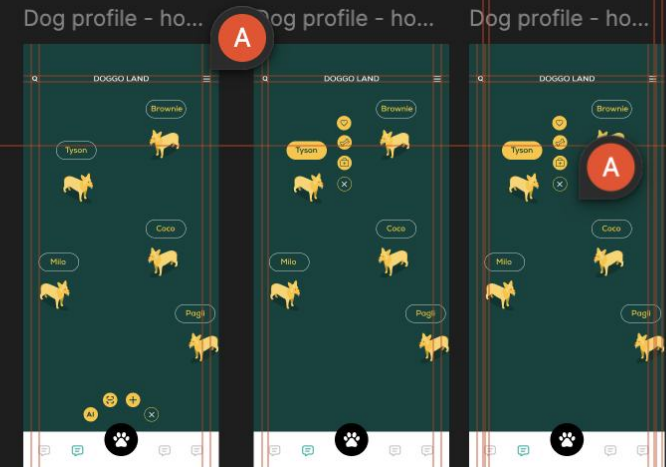 Dog profile - ho...
A
Dog profile - ho...
Dog profile - ho...
DOGGO LAND
Brownie
Tyson
Coco
Milo
Pagli
AI
DOGGO LAND
Brownie
Tyson
Coco
Milo
Pagli
DOGGO LAND
Brownie
Tyson
A
Coco
Milo
Pagli